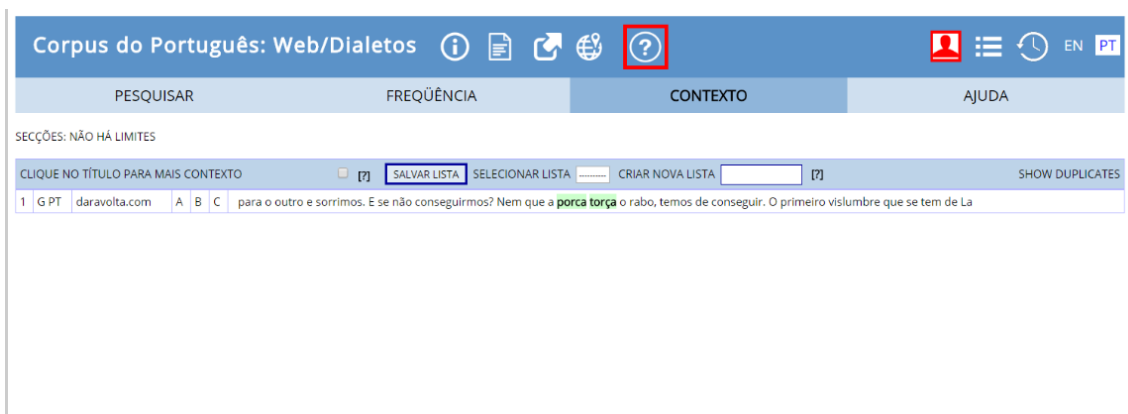 Corpus do Português: Web/Dialetos EN PT
PESQUISAR FREQÜÊNCIA CONTEXTO AJUDA
SECÇÕES: NÃO HÁ LIMITES
CLIQUE NO TÍTULO PARA MAIS CONTEXTO [?] SALVAR LISTA SELECIONAR LISTA ------- CRIAR NOVA LISTA [?] SHOW DUPLICATES
1 G PT daravolta.com A B C para o outro e sorrimos. E se não conseguirmos? Nem que a porca torça o rabo, temos de conseguir. O primeiro vislumbre que se tem de La